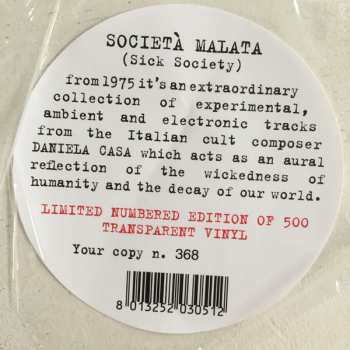 SOCIETÀ MALATA
(Sick Society)
from 1975 it's an extraordinary
collection of experimental,
ambient and electronic tracks
from the Italian cult composer
DANIELA CASA which acts as an aural
reflection of the wickedness of
humanity and the decay of our world.
LIMITED NUMBERED EDITION OF 500
TRANSPARENT VINYL
Your copy n. 368
8 013252 030512